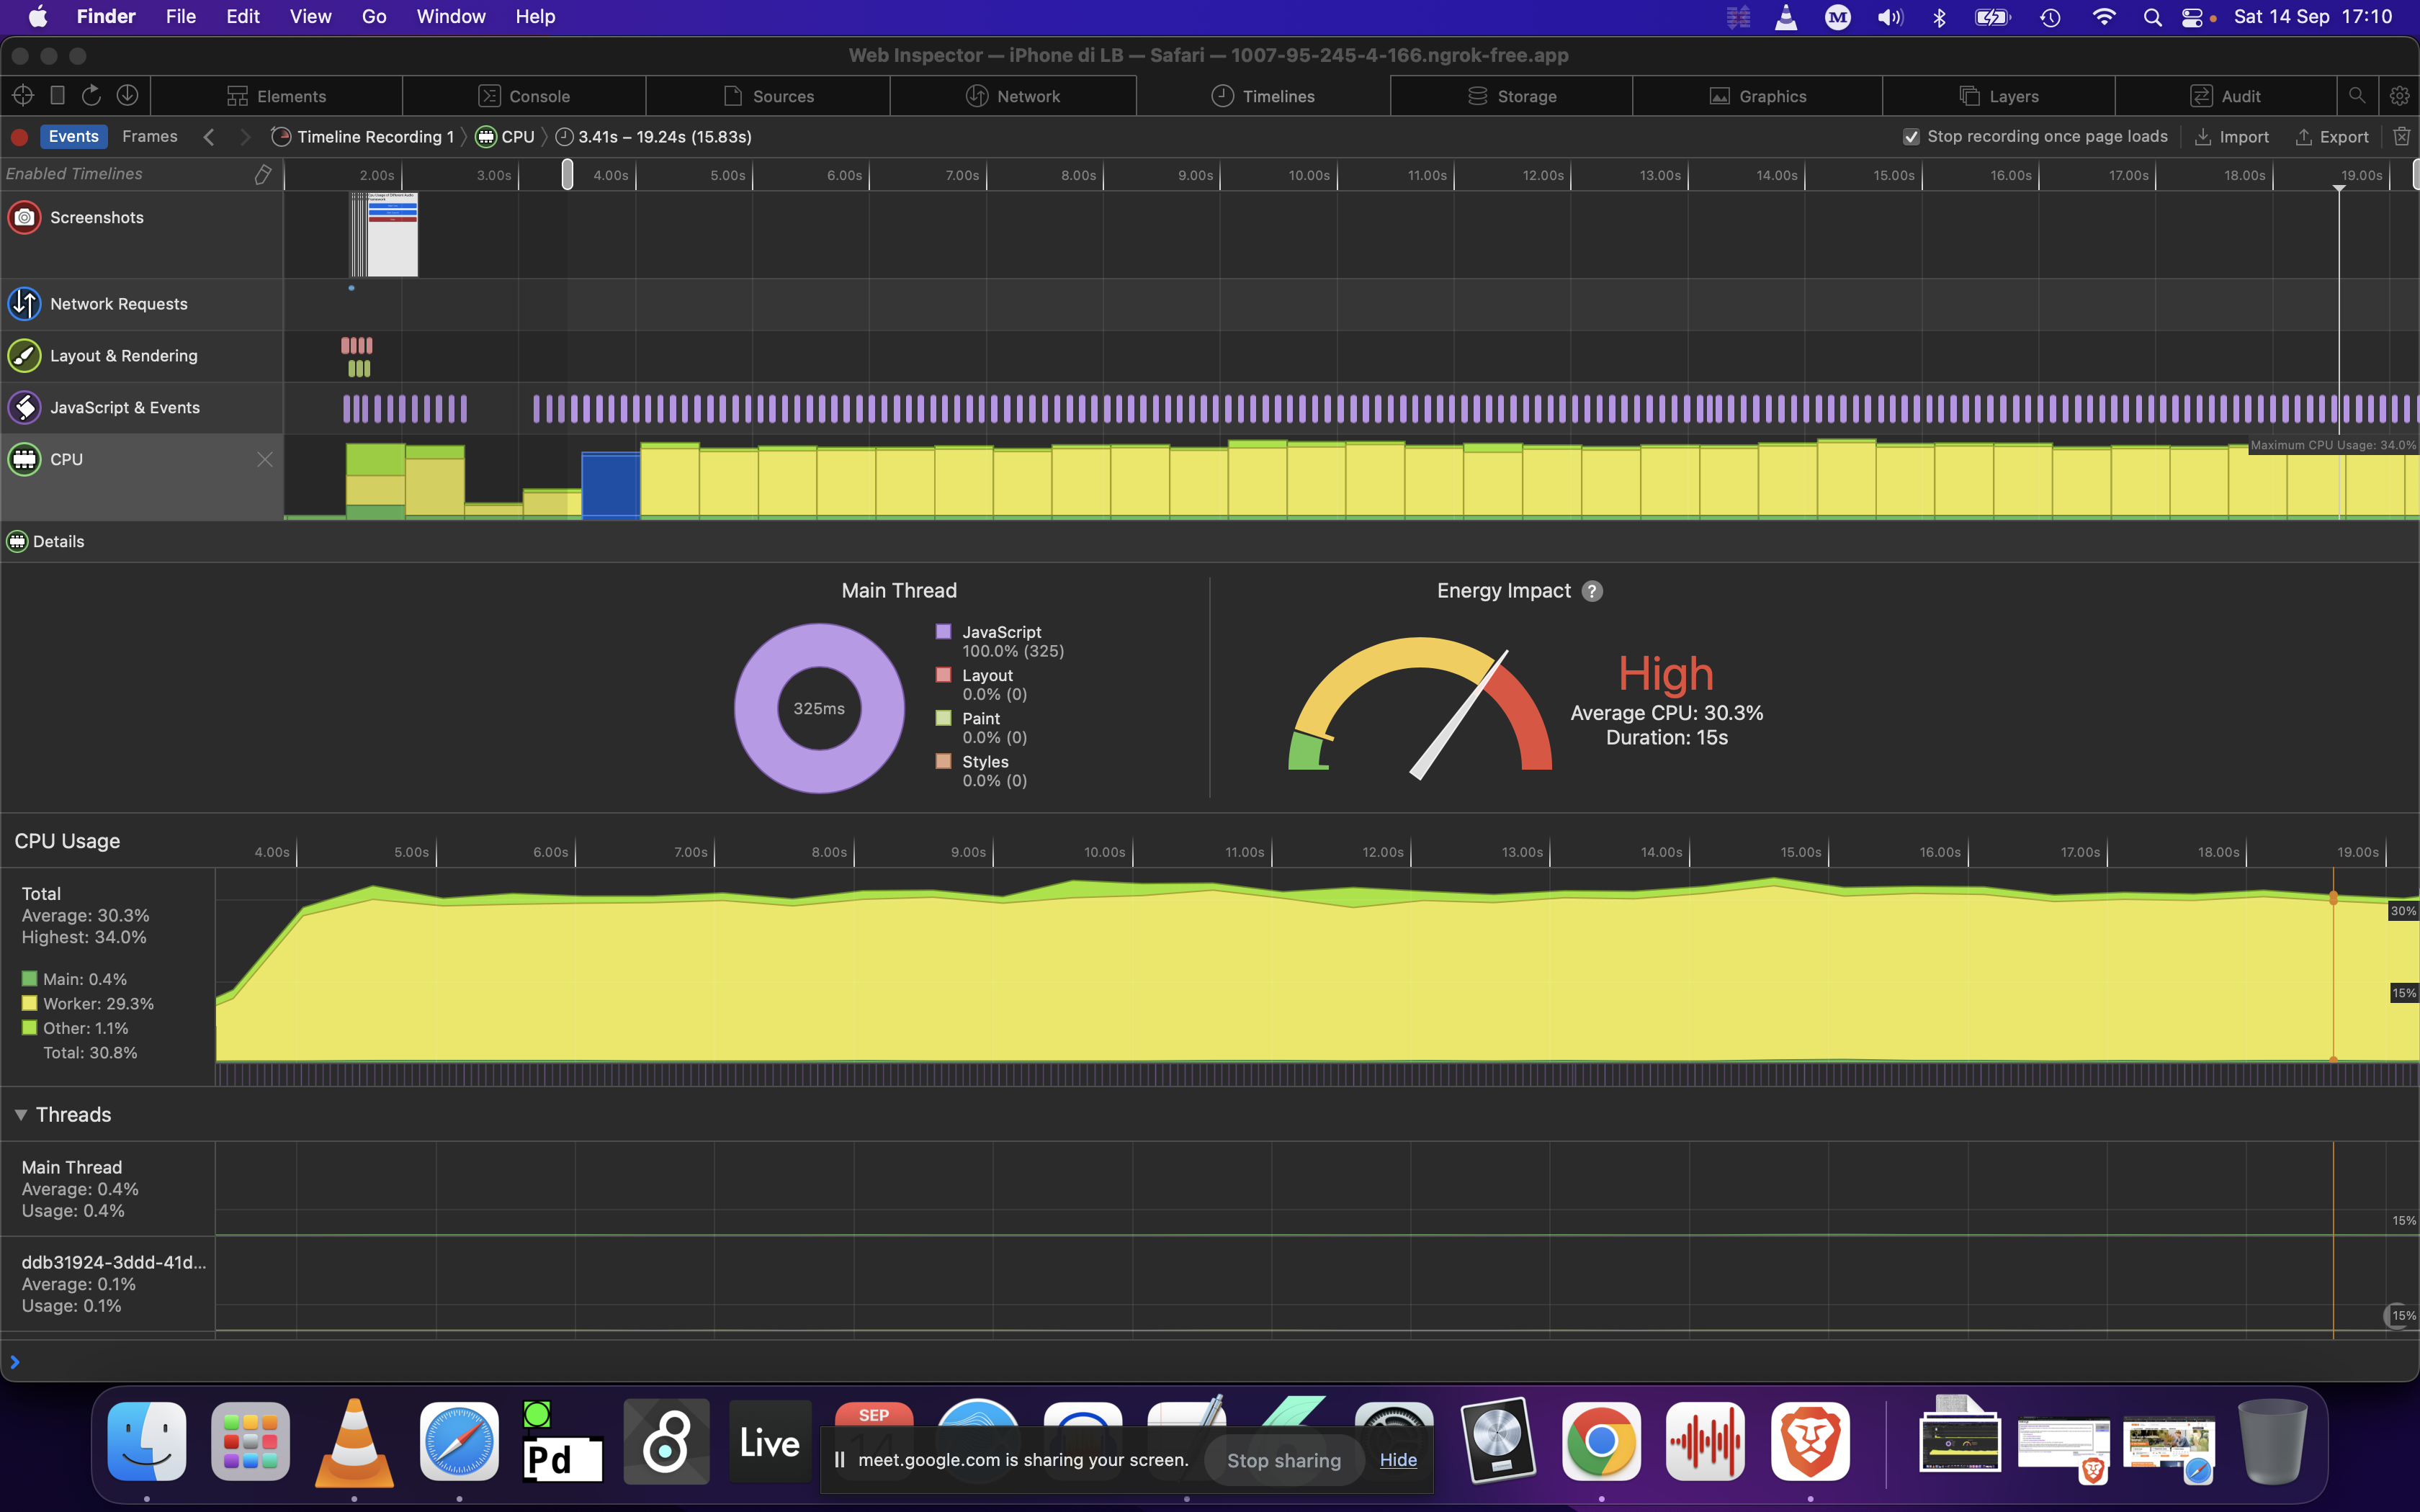 Finder File Edit View Go Window Help M Sat 14 Sep 17:10
Web Inspector — iPhone di LB — Safari — 1007-95-245-4-166.ngrok-free.app
Elements Console Sources Network Timelines Storage Graphics Layers Audit
Events Frames Timeline Recording 1 CPU 3.41s – 19.24s (15.83s) Stop recording once page loads Import Export
Enabled Timelines 2.00s 3.00s 4.00s 5.00s 6.00s 7.00s 8.00s 9.00s 10.00s 11.00s 12.00s 13.00s 14.00s 15.00s 16.00s 17.00s 18.00s 19.00s
Screenshots
Network Requests
Layout & Rendering
JavaScript & Events
CPU
Maximum CPU Usage: 34.0%
Details
Main Thread
325ms
JavaScript
100.0% (325)
Layout
0.0% (0)
Paint
0.0% (0)
Styles
0.0% (0)
Energy Impact ?
High
Average CPU: 30.3%
Duration: 15s
CPU Usage 4.00s 5.00s 6.00s 7.00s 8.00s 9.00s 10.00s 11.00s 12.00s 13.00s 14.00s 15.00s 16.00s 17.00s 18.00s 19.00s
Total
Average: 30.3%
Highest: 34.0%
Main: 0.4%
Worker: 29.3%
Other: 1.1%
Total: 30.8%
30%
15%
Threads
Main Thread
Average: 0.4%
Usage: 0.4%
15%
ddb31924-3ddd-41d...
Average: 0.1%
Usage: 0.1%
15%
Pd
8
Live
SEP
meet.google.com is sharing your screen. Stop sharing Hide